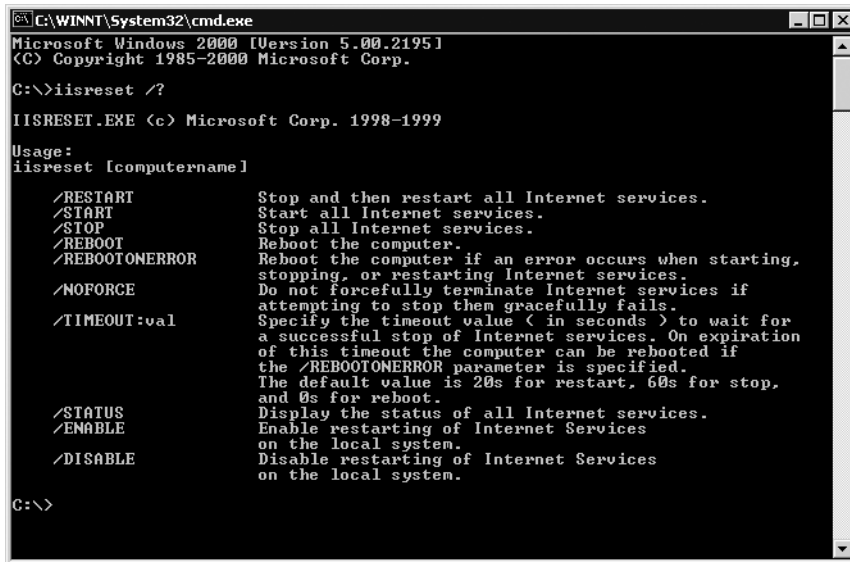 C:\WINNT\System32\cmd.exe
Microsoft Windows 2000 [Version 5.00.2195]
(C) Copyright 1985-2000 Microsoft Corp.
C:\>iisreset /?
IISRESET.EXE (c) Microsoft Corp. 1998-1999
Usage:
iisreset [computername]
/RESTART Stop and then restart all Internet services.
/START Start all Internet services.
/STOP Stop all Internet services.
/REBOOT Reboot the computer.
/REBOOTONERROR Reboot the computer if an error occurs when starting,
stopping, or restarting Internet services.
/NOFORCE Do not forcefully terminate Internet services if
attempting to stop them gracefully fails.
/TIMEOUT:val Specify the timeout value ( in seconds ) to wait for
a successful stop of Internet services. On expiration
of this timeout the computer can be rebooted if
the /REBOOTONERROR parameter is specified.
The default value is 20s for restart, 60s for stop,
and 0s for reboot.
/STATUS Display the status of all Internet services.
/ENABLE Enable restarting of Internet Services
on the local system.
/DISABLE Disable restarting of Internet Services
on the local system.
C:\>